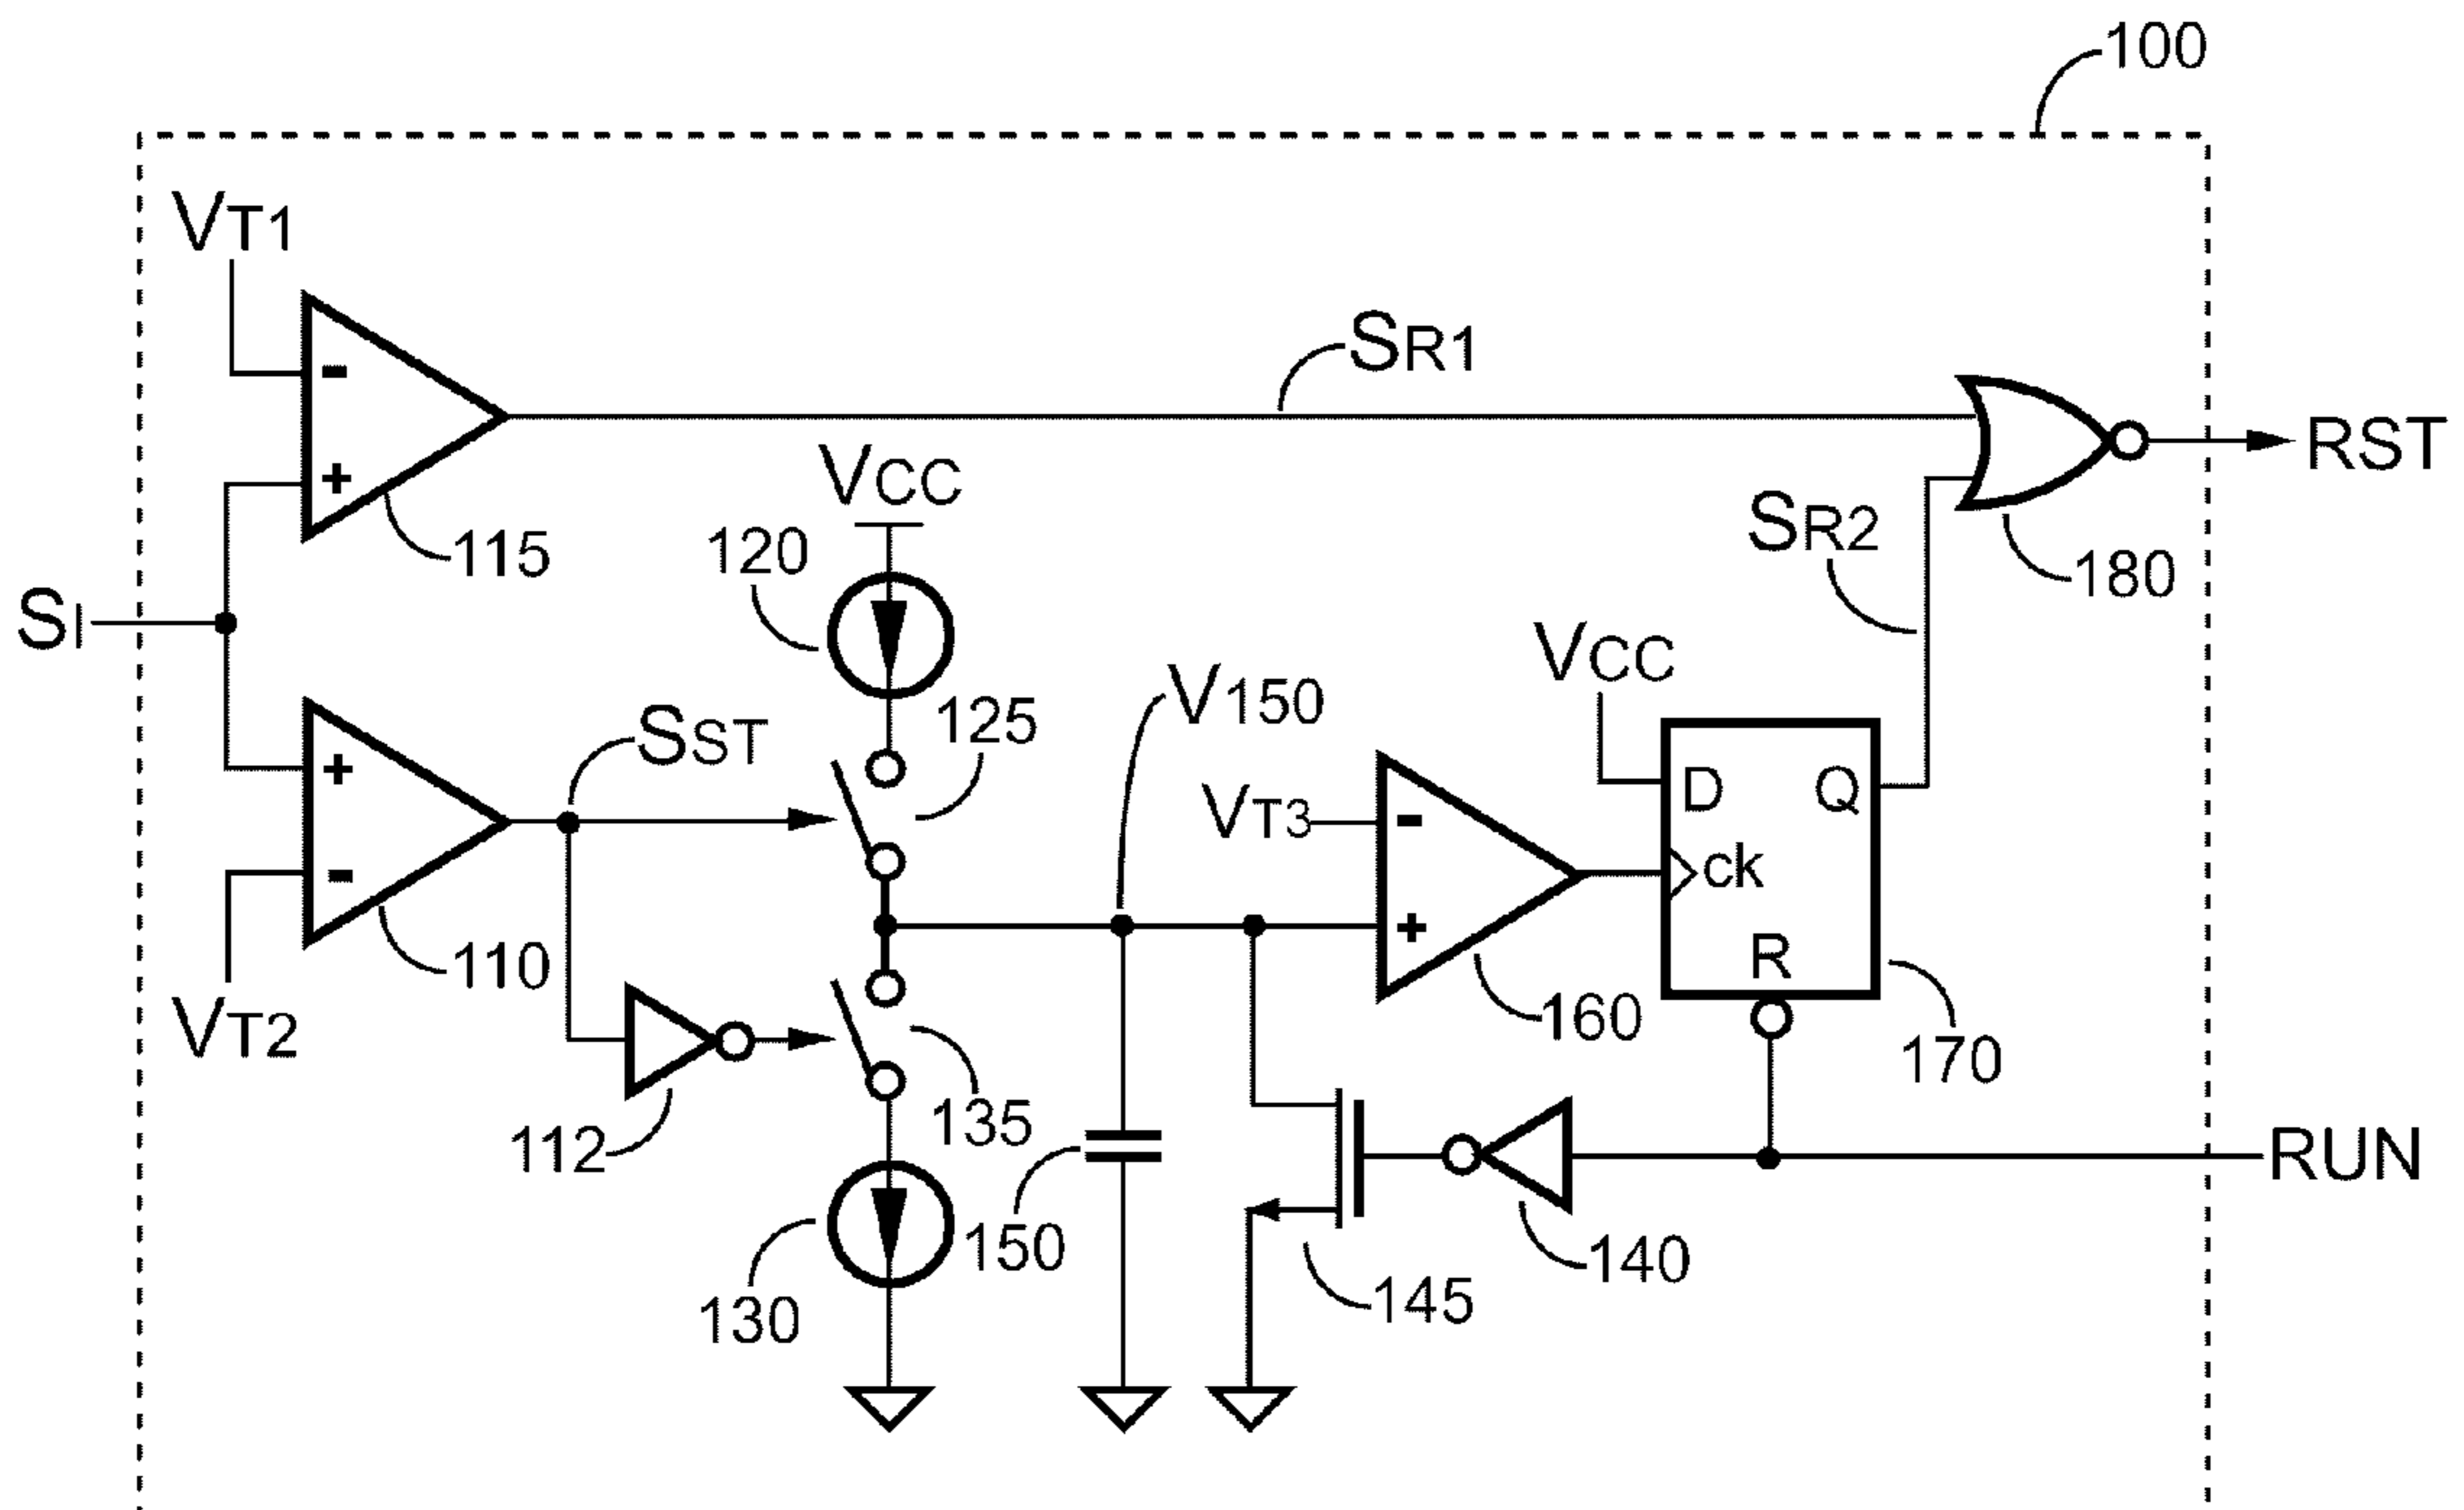 100
VT1
SR1
115
VCC
120
RST
SR2
180
SI
125
SST
V150
VCC
VT3
D
Q
ck
R
110
VT2
160
170
112
135
RUN
150
140
145
130
+
-
+
-
+
-